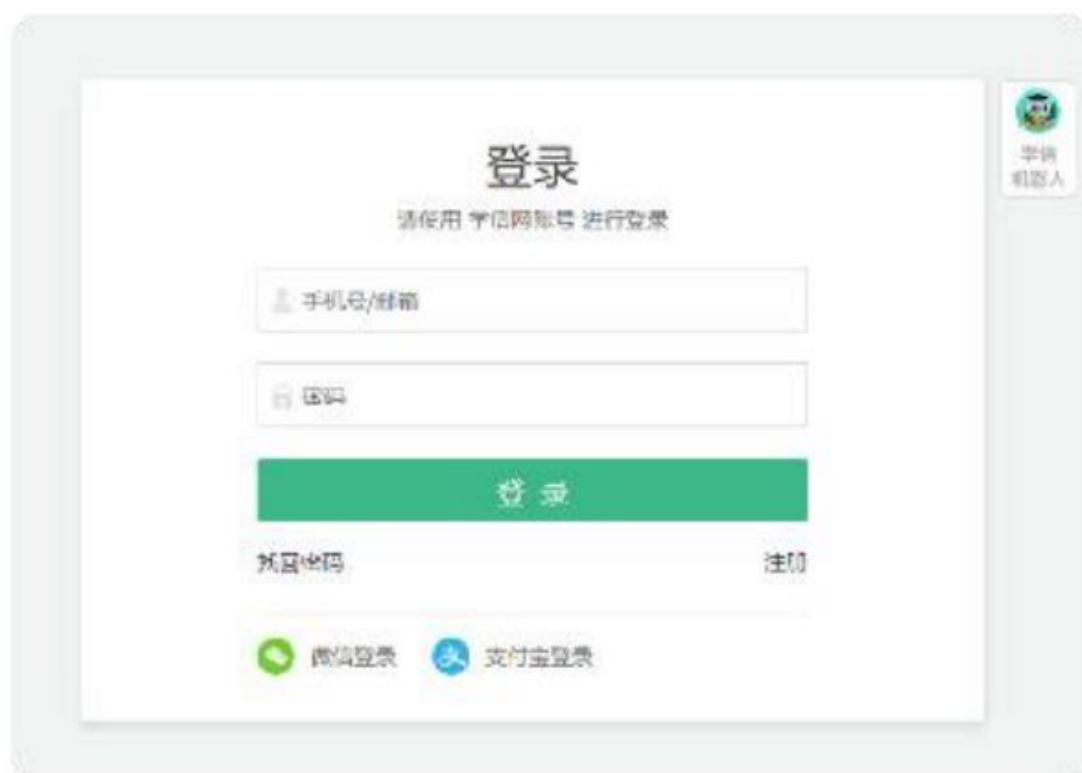 登录
请使用 学信网账号 进行登录
手机号/邮箱
密码
登 录
找回密码
注册
微信登录
支付宝登录
学信
机器人